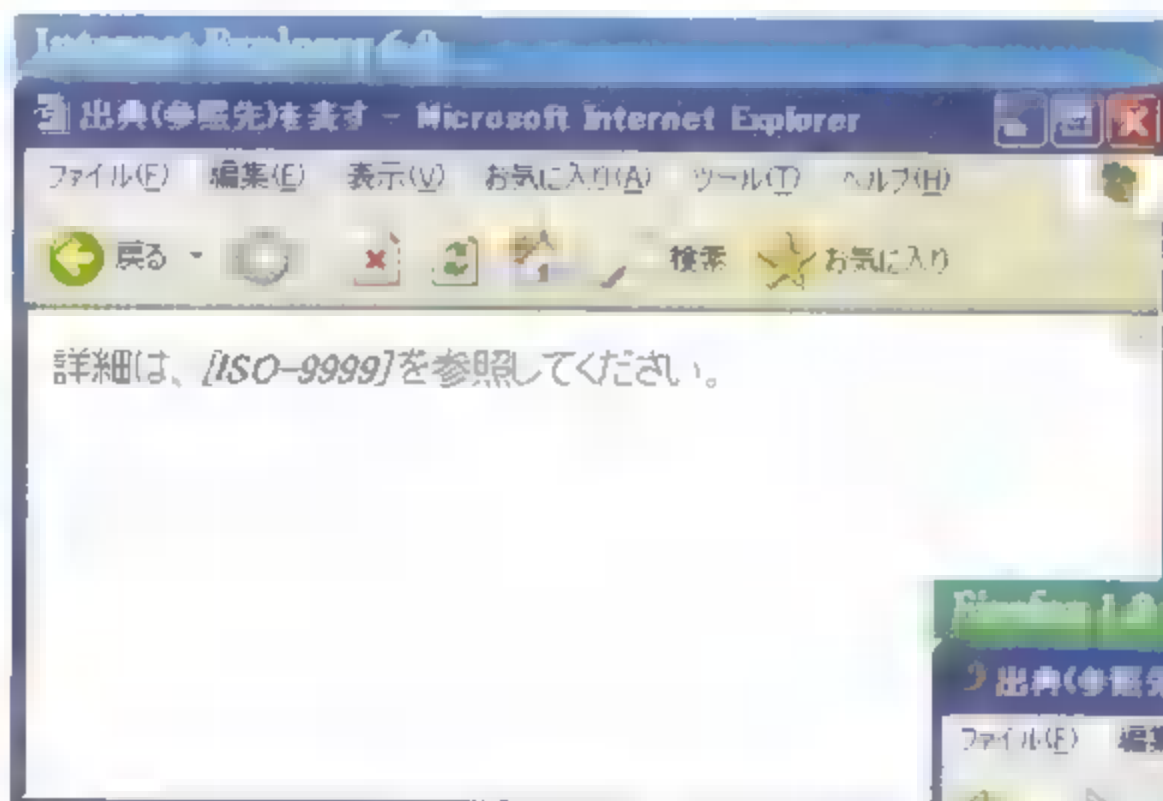 Internet Explorer 6.0
出典(参照先)を表す - Microsoft Internet Explorer
ファイル(F) 編集(E) 表示(V) お気に入り(A) ツール(T) ヘルプ(H)
戻る 検索 お気に入り
詳細は、[ISO-9999]を参照してください。
出典(参照先
ファイル(F) 編集